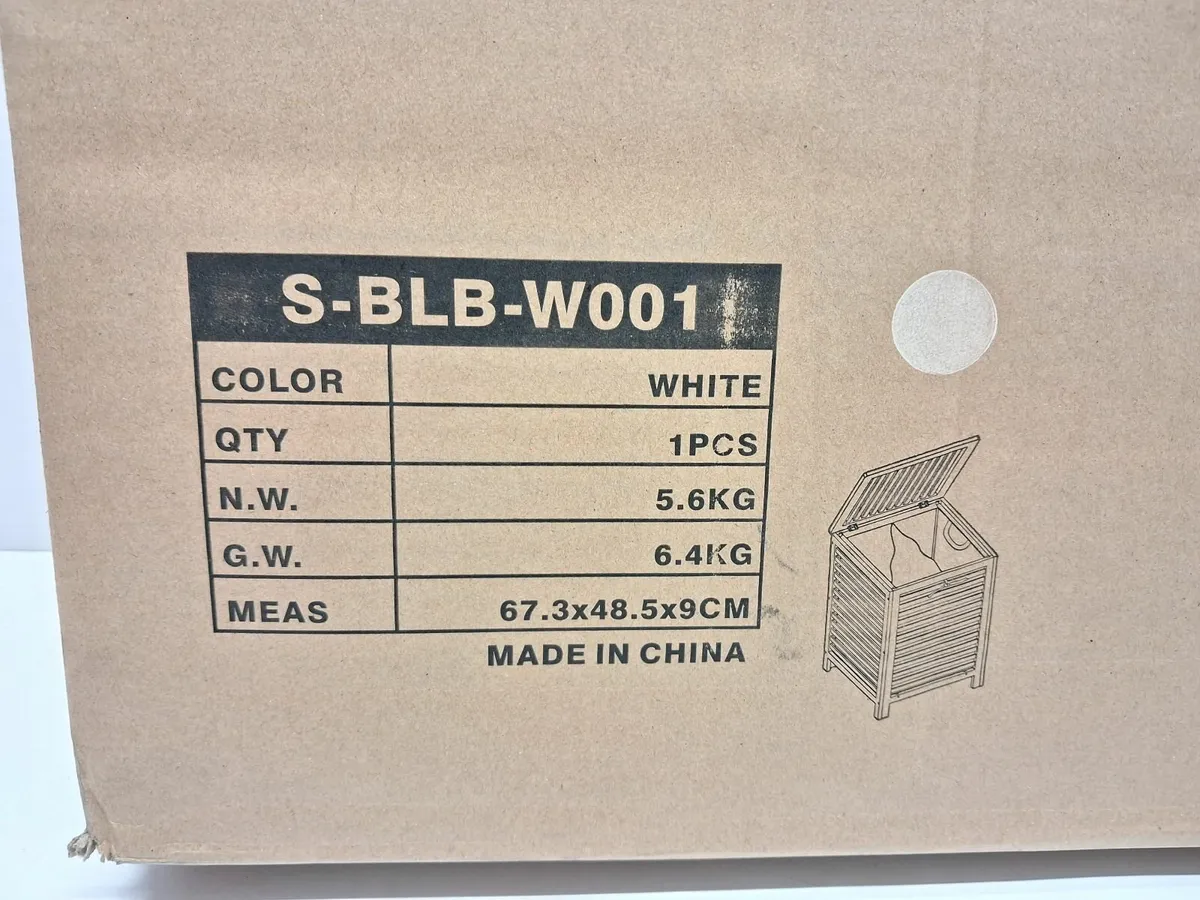 S-BLB-W001
COLOR WHITE
QTY 1PCS
N.W. 5.6KG
G.W. 6.4KG
MEAS 67.3x48.5x9CM
MADE IN CHINA